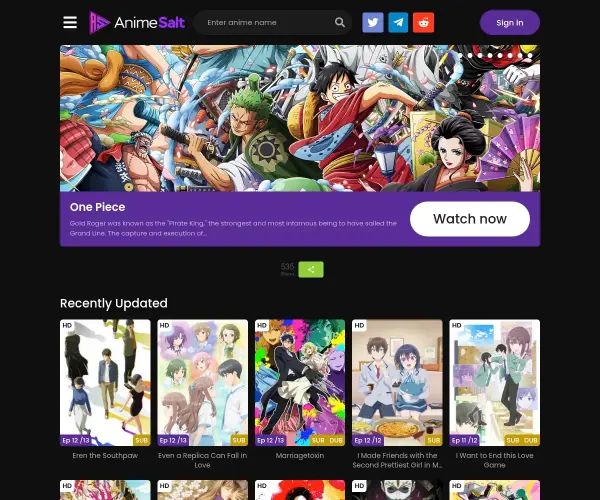 AnimeSalt
Enter anime name
Sign in
One Piece
Gold Roger was known as the "Pirate King," the strongest and most infamous being to have sailed the
Grand Line. The capture and execution of...
Watch now
536
Shares
Recently Updated
HD
HD
HD
HD
HD
Ep 12 /13
SUB
Ep 12 /13
SUB
Ep 12 /13
SUB
DUB
Ep 12 /12
SUB
Ep 11 /12
SUB
DUB
Eren the Southpaw
Even a Replica Can Fall in
Love
Marriagetoxin
I Made Friends with the
Second Prettiest Girl in M...
I Want to End this Love
Game
HD
HD
HD
HD
HD